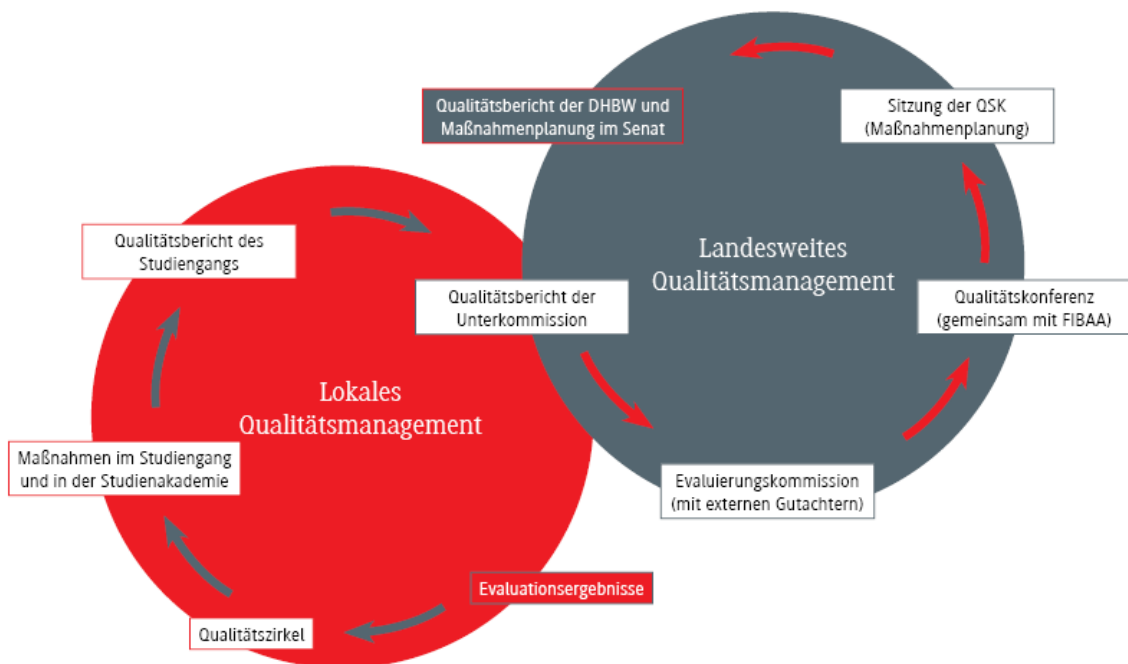 Qualitätsbericht der DHBW und
Maßnahmenplanung im Senat
Sitzung der QSK
(Maßnahmenplanung)
Qualitätsbericht des
Studiengangs
Landesweites
Qualitätsmanagement
Qualitätsbericht der
Unterkommission
Qualitätskonferenz
(gemeinsam mit FIBAA)
Lokales
Qualitätsmanagement
Maßnahmen im Studiengang
und in der Studienakademie
Evaluierungskommission
(mit externen Gutachtern)
Evaluationsergebnisse
Qualitätszirkel